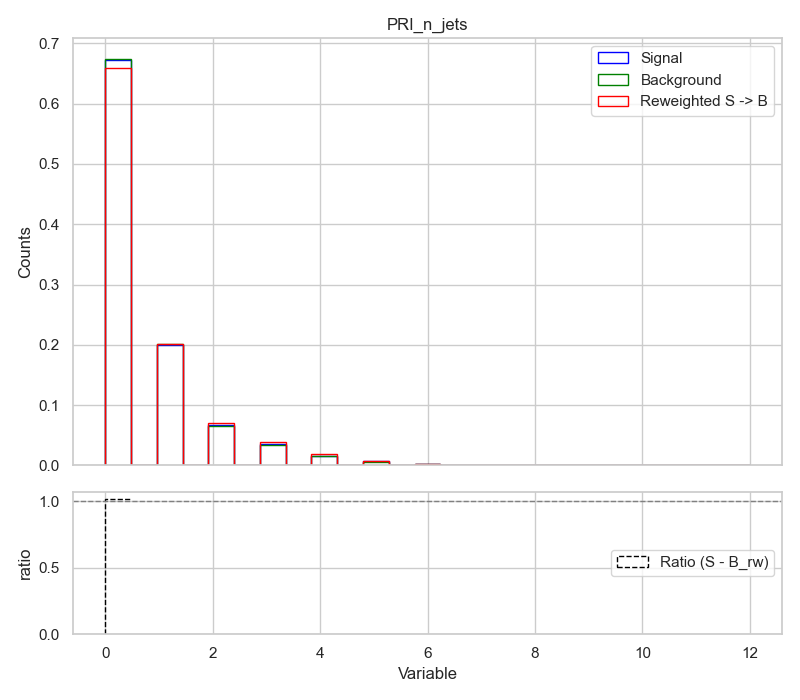 PRI_n_jets
0.7
0.6
0.5
0.4
0.3
0.2
0.1
0.0
Counts
Signal
Background
Reweighted S -> B
1.0
0.5
0.0
ratio
Ratio (S - B_rw)
0 2 4 6 8 10 12
Variable